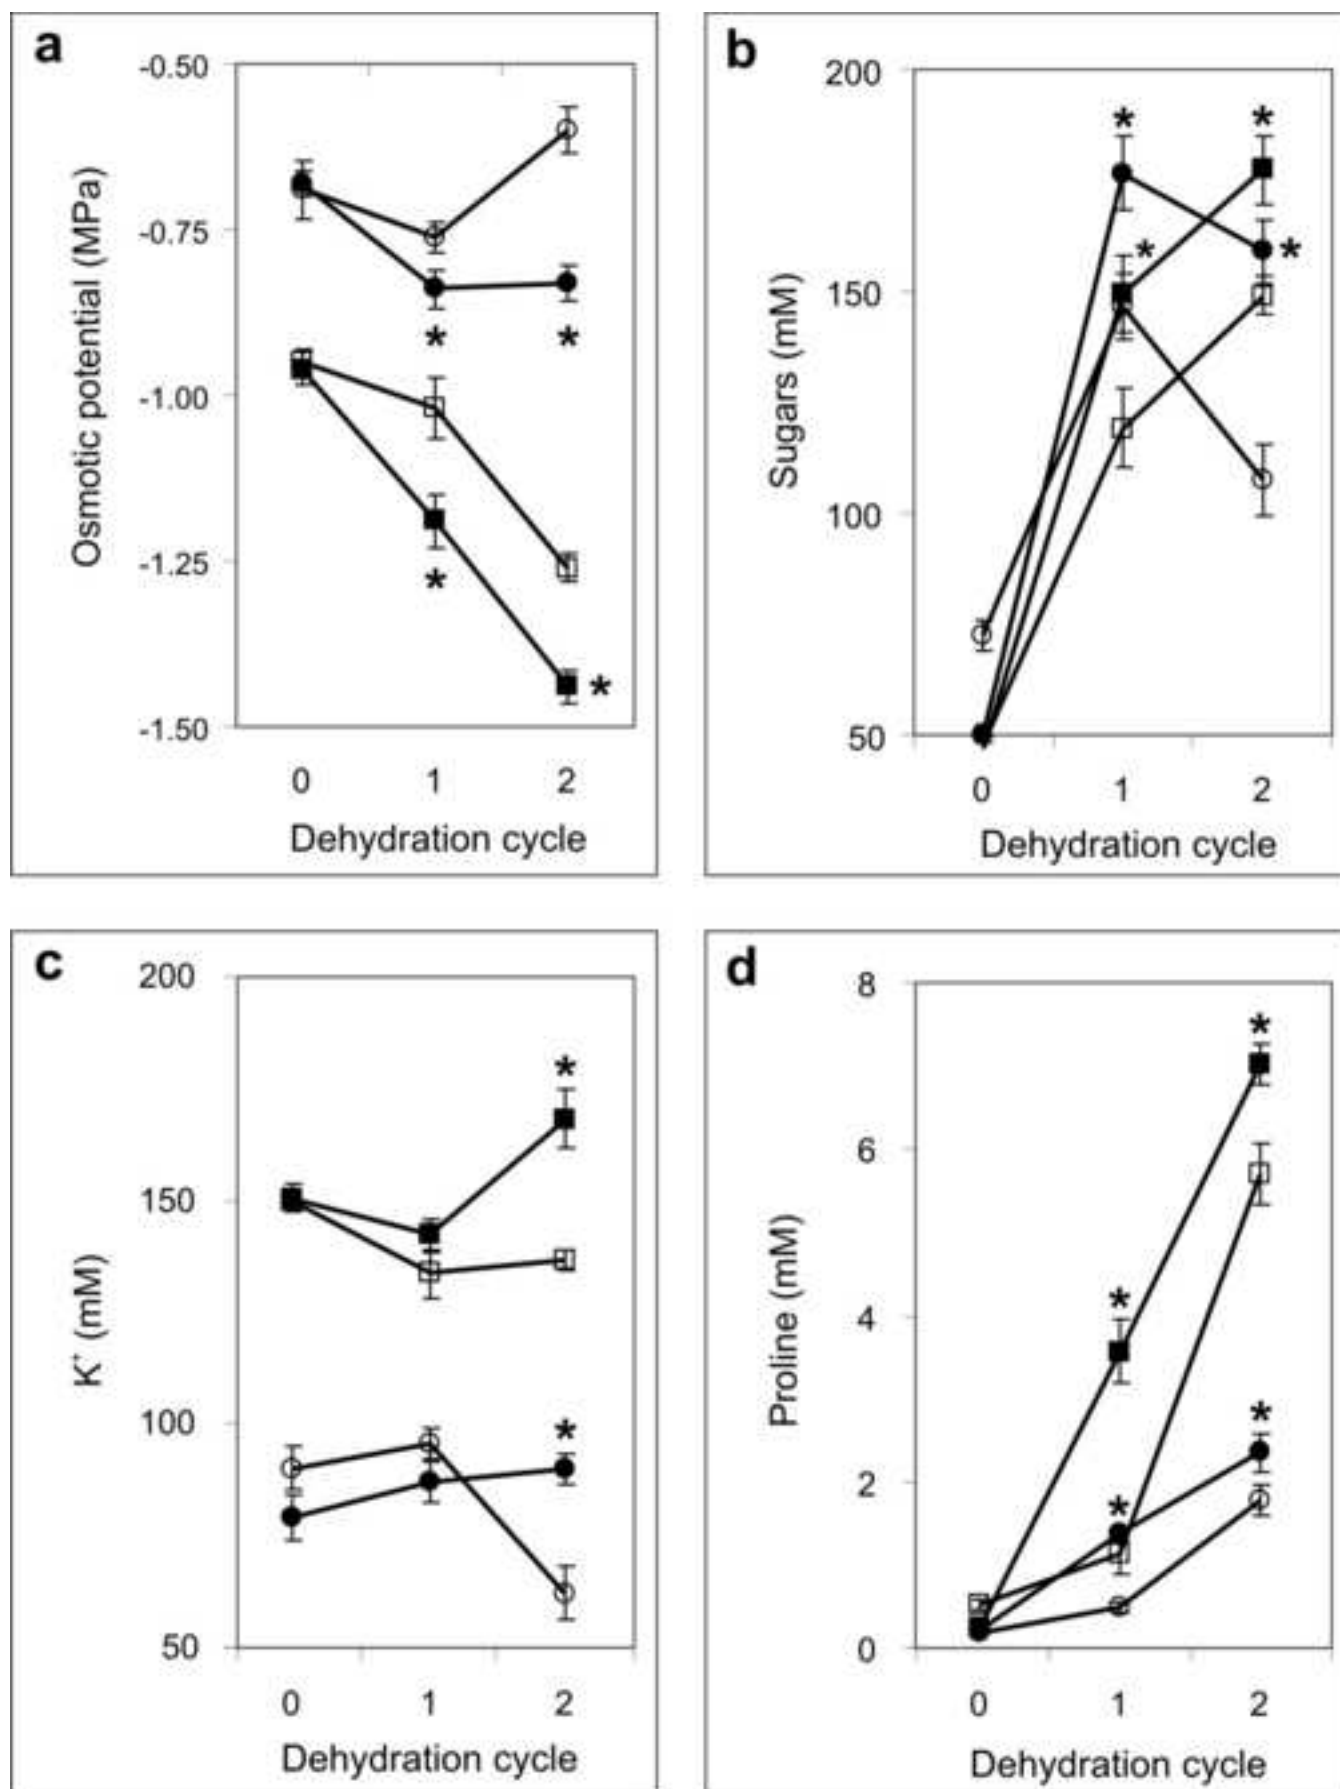 a
-0.50
-0.75
-1.00
-1.25
-1.50
Osmotic potential (MPa)
*
*
*
*
0 1 2
Dehydration cycle
b
200
150
100
50
Sugars (mM)
*
*
*
*
0 1 2
Dehydration cycle
c
200
150
100
50
K+ (mM)
*
*
0 1 2
Dehydration cycle
d
8
6
4
2
0
Proline (mM)
*
*
*
*
0 1 2
Dehydration cycle